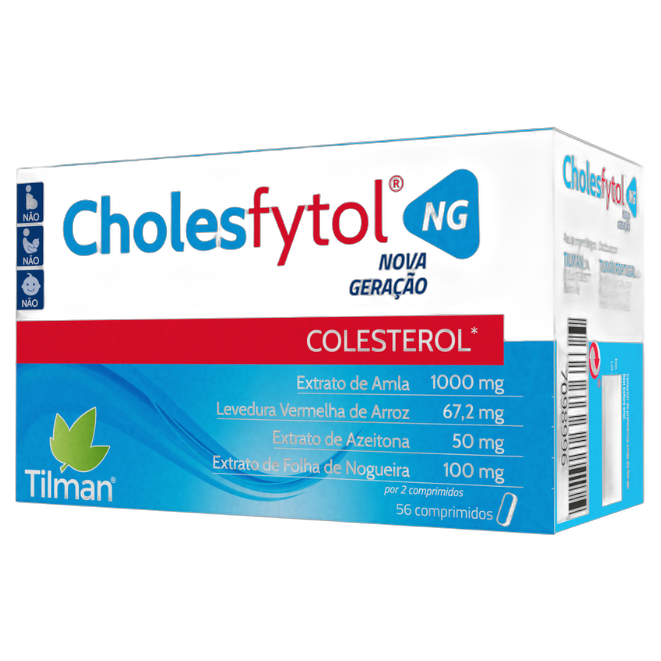 NÃO
NÃO
NÃO
Cholesfytol® NG
NOVA
GERAÇÃO
COLESTEROL*
Extrato de Amla 1000 mg
Levedura Vermelha de Arroz 67,2 mg
Extrato de Azeitona 50 mg
Extrato de Folha de Nogueira 100 mg
por 2 comprimidos
56 comprimidos
Tilman®
Cholesfytol NG
NOVA
GERAÇÃO
7098996